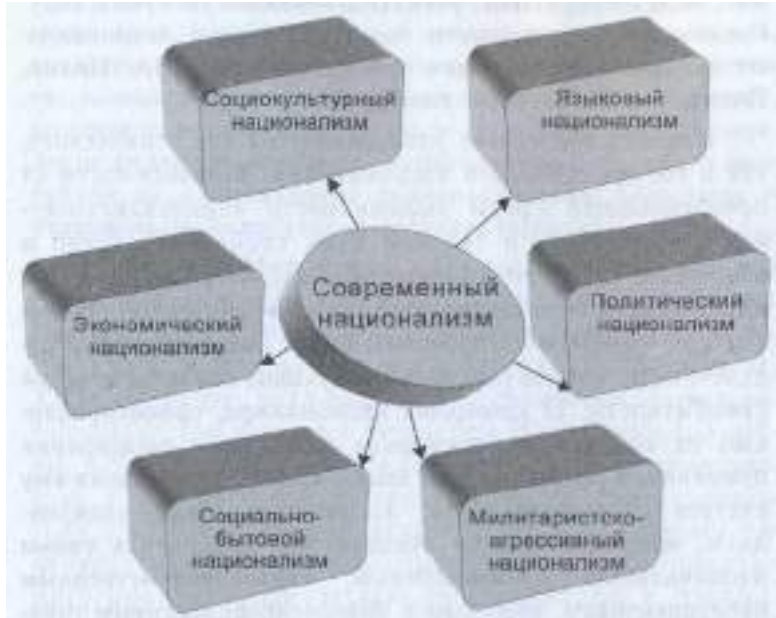 Социокультурный
национализм
Языковый
национализм
Современный
национализм
Экономический
национализм
Политический
национализм
Социально-
бытовой
национализм
Милитаристско-
агрессивный
национализм